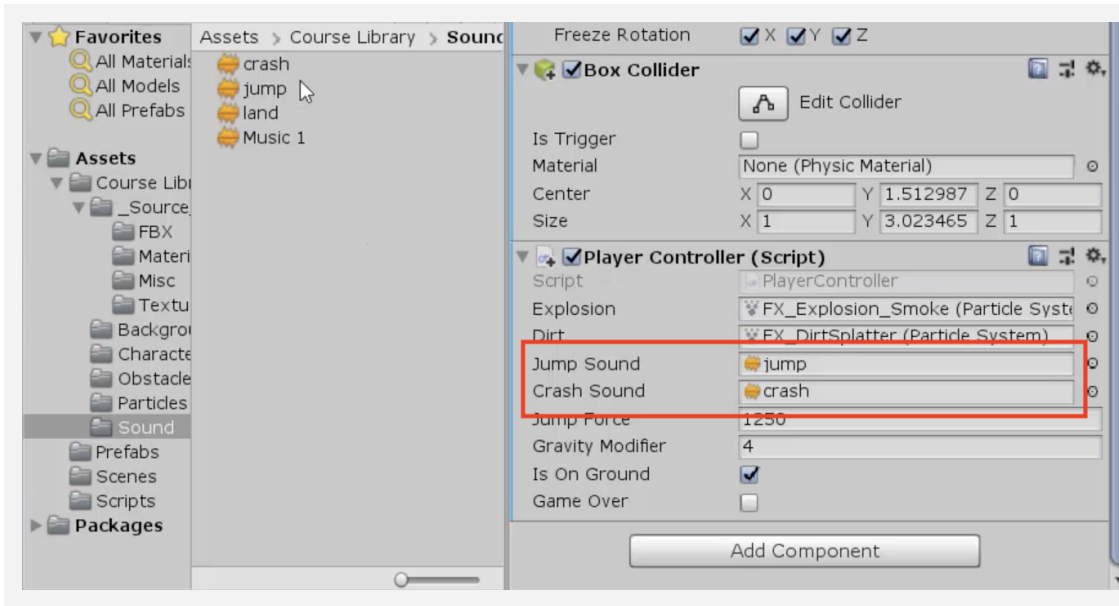 Favorites
All Materials
All Models
All Prefabs
Assets
Course Libr
_Source_
FBX
Materi
Misc
Textu
Backgrou
Characte
Obstacle
Particles
Sound
Prefabs
Scenes
Scripts
Packages
Assets > Course Library > Sound
crash
jump
land
Music 1
Freeze Rotation X Y Z
Box Collider
Edit Collider
Is Trigger
Material None (Physic Material)
Center X 0 Y 1.512987 Z 0
Size X 1 Y 3.023465 Z 1
Player Controller (Script)
Script PlayerController
Explosion FX_Explosion_Smoke (Particle Syste
Dirt FX_DirtSplatter (Particle System)
Jump Sound jump
Crash Sound crash
Jump Force 1250
Gravity Modifier 4
Is On Ground
Game Over
Add Component